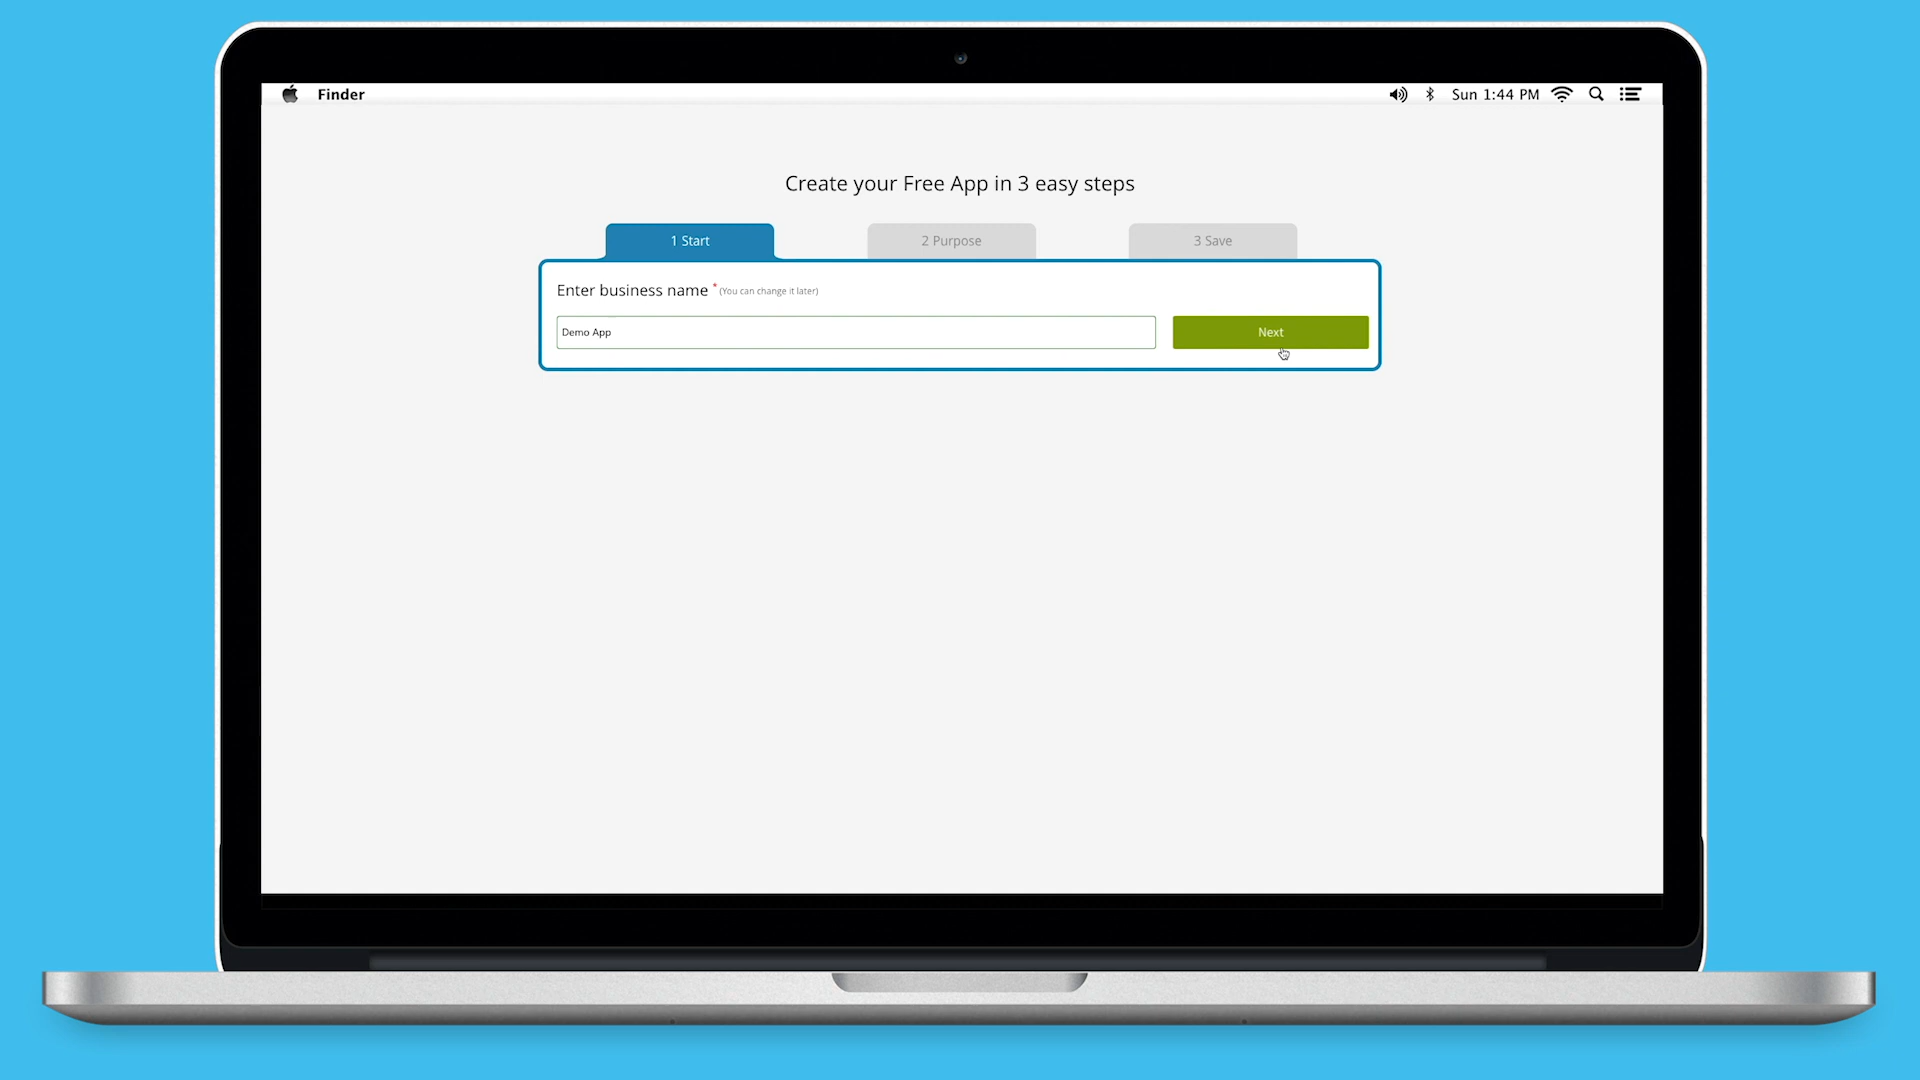 Finder
Sun 1:44 PM
Create your Free App in 3 easy steps
1 Start
2 Purpose
3 Save
Enter business name * (You can change it later)
Demo App
Next